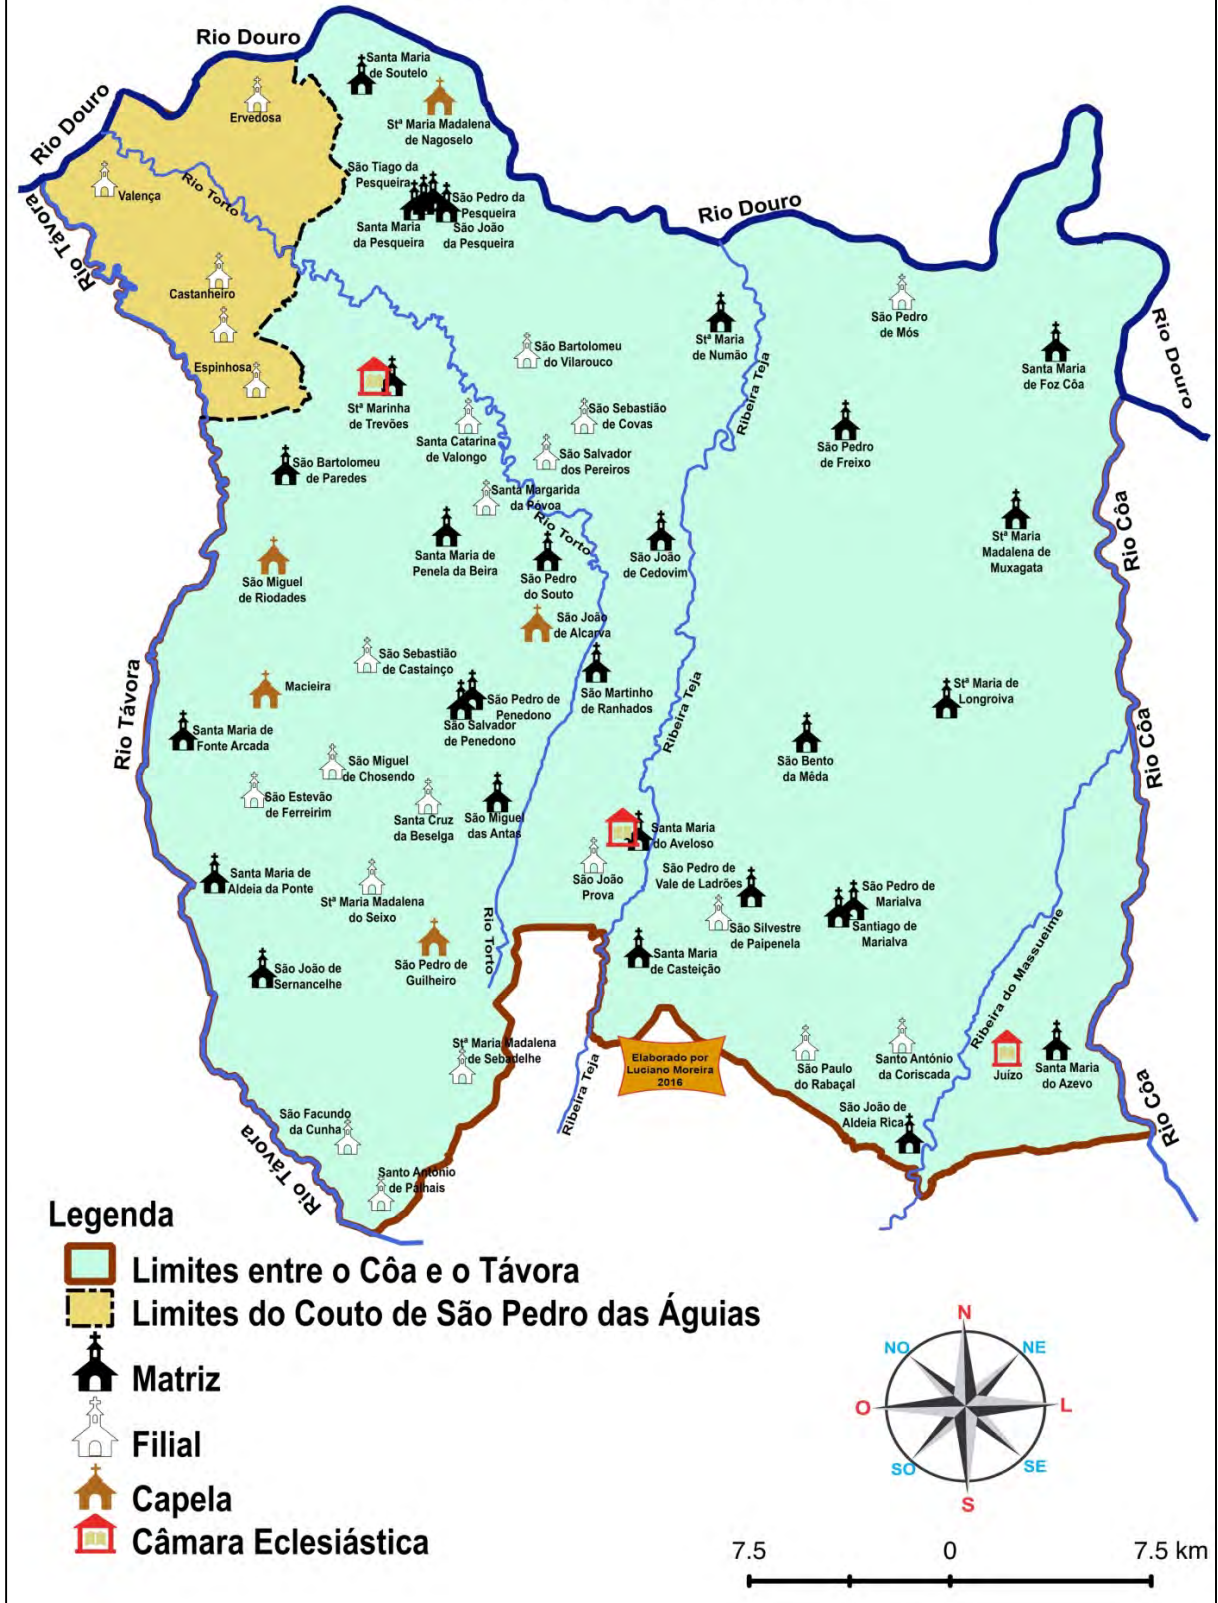 Rio Douro
Santa Maria
de Soutelo
Stª Maria Madalena
de Nagoselo
Ervedosa
Rio Douro
Valença
Rio Torto
São Tiago da
Pesqueira
São Pedro da
Pesqueira
Santa Maria
da Pesqueira
São João
da Pesqueira
Rio Douro
Rio Távora
Castanheiro
Espinhosa
São Pedro
de Mós
Stª Maria
de Numão
Santa Maria
de Foz Côa
Rio Douro
São Bartolomeu
do Vilarouco
Ribeira Teja
Stª Marinha
de Trevões
Santa Catarina
de Valongo
São Sebastião
de Covas
São Salvador
dos Pereiros
São Pedro
de Freixo
São Bartolomeu
de Paredes
Santa Margarida
da Póvoa
Rio Torto
Santa Maria de
Penela da Beira
São Pedro
do Souto
São João
de Cedovim
Stª Maria
Madalena de
Muxagata
Rio Côa
São Miguel
de Riodades
São João
de Alcarva
São Sebastião
de Castainço
Macieira
Rio Távora
São Pedro de
Penedono
São Salvador
de Penedono
São Martinho
de Ranhados
Ribeira Teja
Stª Maria de
Longroiva
Santa Maria de
Fonte Arcada
São Bento
da Mêda
Rio Côa
São Miguel
de Chosendo
São Estevão
de Ferreirim
Santa Cruz
da Beselga
São Miguel
das Antas
Santa Maria
do Aveloso
São João
Prova
São Pedro de
Vale de Ladrões
São Pedro de
Marialva
Santiago de
Marialva
Santa Maria de
Aldeia da Ponte
Stª Maria Madalena
do Seixo
São Silvestre
de Paipenela
Rio Torto
São Pedro de
Guilheiro
Santa Maria
de Casteição
São João de
Sernancelhe
Ribeira do Massueime
Stª Maria Madalena
de Sebadelhe
Ribeira Teja
Elaborado por
Luciano Moreira
2016
São Paulo
do Rabaçal
Santo António
da Coriscada
Juízo
Santa Maria
do Azevo
São João de
Aldeia Rica
Rio Côa
São Facundo
da Cunha
Rio Távora
Santo António
de Palhais
Legenda
Limites entre o Côa e o Távora
Limites do Couto de São Pedro das Águias
Matriz
Filial
Capela
Câmara Eclesiástica
N
NO
NE
O
L
SO
SE
S
7.5 0 7.5 km